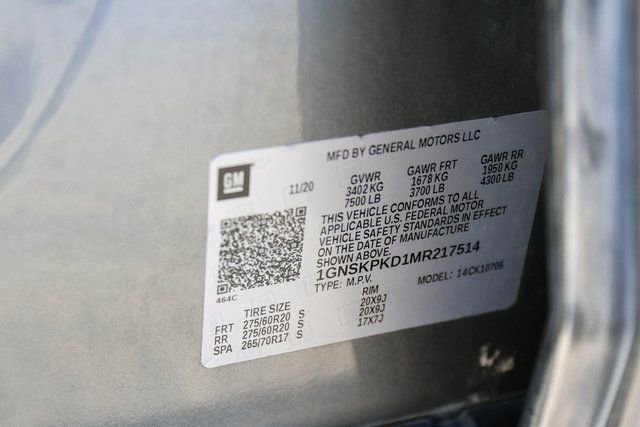 MFD BY GENERAL MOTORS LLC
GM
11/20
GVWR GAWR FRT GAWR RR
3402 KG 1678 KG 1950 KG
7500 LB 3700 LB 4300 LB
THIS VEHICLE CONFORMS TO ALL
APPLICABLE U.S. FEDERAL MOTOR
VEHICLE SAFETY STANDARDS IN EFFECT
ON THE DATE OF MANUFACTURE
SHOWN ABOVE.
1GNSKPKD1MR217514
TYPE: M.P.V. MODEL: 14CK10706
464C
TIRE SIZE RIM
FRT 275/60R20 S 20X9J
RR 275/60R20 S 20X9J
SPA 265/70R17 S 17X7J